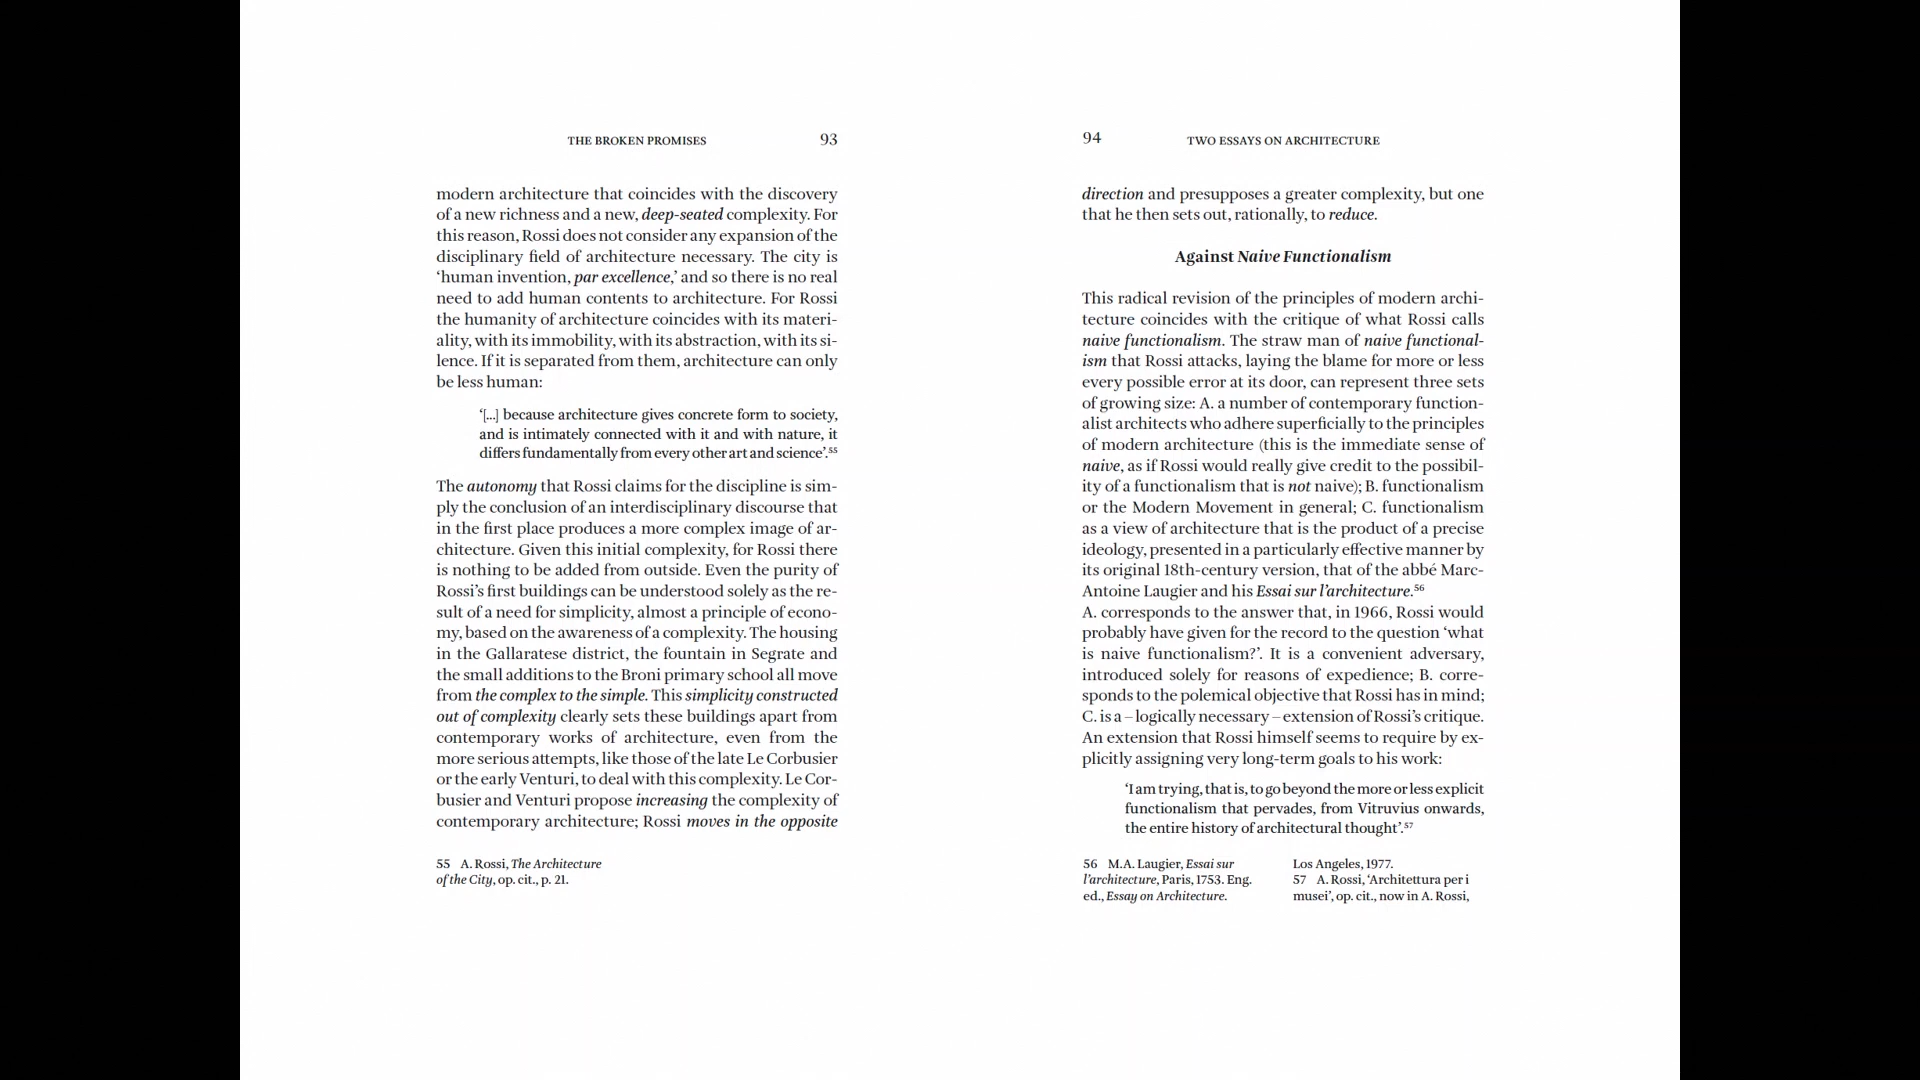 THE BROKEN PROMISES 93
modern architecture that coincides with the discovery
of a new richness and a new, deep-seated complexity. For
this reason, Rossi does not consider any expansion of the
disciplinary field of architecture necessary. The city is
‘human invention, par excellence,’ and so there is no real
need to add human contents to architecture. For Rossi
the humanity of architecture coincides with its materi-
ality, with its immobility, with its abstraction, with its si-
lence. If it is separated from them, architecture can only
be less human:
‘[...] because architecture gives concrete form to society,
and is intimately connected with it and with nature, it
differs fundamentally from every other art and science’.55
The autonomy that Rossi claims for the discipline is sim-
ply the conclusion of an interdisciplinary discourse that
in the first place produces a more complex image of ar-
chitecture. Given this initial complexity, for Rossi there
is nothing to be added from outside. Even the purity of
Rossi’s first buildings can be understood solely as the re-
sult of a need for simplicity, almost a principle of econo-
my, based on the awareness of a complexity. The housing
in the Gallaratese district, the fountain in Segrate and
the small additions to the Broni primary school all move
from the complex to the simple. This simplicity constructed
out of complexity clearly sets these buildings apart from
contemporary works of architecture, even from the
more serious attempts, like those of the late Le Corbusier
or the early Venturi, to deal with this complexity. Le Cor-
busier and Venturi propose increasing the complexity of
contemporary architecture; Rossi moves in the opposite
55 A. Rossi, The Architecture
of the City, op. cit., p. 21.
94 TWO ESSAYS ON ARCHITECTURE
direction and presupposes a greater complexity, but one
that he then sets out, rationally, to reduce.
Against Naive Functionalism
This radical revision of the principles of modern archi-
tecture coincides with the critique of what Rossi calls
naive functionalism. The straw man of naive functional-
ism that Rossi attacks, laying the blame for more or less
every possible error at its door, can represent three sets
of growing size: A. a number of contemporary function-
alist architects who adhere superficially to the principles
of modern architecture (this is the immediate sense of
naive, as if Rossi would really give credit to the possibil-
ity of a functionalism that is not naive); B. functionalism
or the Modern Movement in general; C. functionalism
as a view of architecture that is the product of a precise
ideology, presented in a particularly effective manner by
its original 18th-century version, that of the abbé Marc-
Antoine Laugier and his Essai sur l’architecture.56
A. corresponds to the answer that, in 1966, Rossi would
probably have given for the record to the question ‘what
is naive functionalism?’. It is a convenient adversary,
introduced solely for reasons of expedience; B. corre-
sponds to the polemical objective that Rossi has in mind;
C. is a – logically necessary – extension of Rossi’s critique.
An extension that Rossi himself seems to require by ex-
plicitly assigning very long-term goals to his work:
‘I am trying, that is, to go beyond the more or less explicit
functionalism that pervades, from Vitruvius onwards,
the entire history of architectural thought’.57
56 M.A. Laugier, Essai sur
l’architecture, Paris, 1753. Eng.
ed., Essay on Architecture.
Los Angeles, 1977.
57 A. Rossi, ‘Architettura per i
musei’, op. cit., now in A. Rossi,